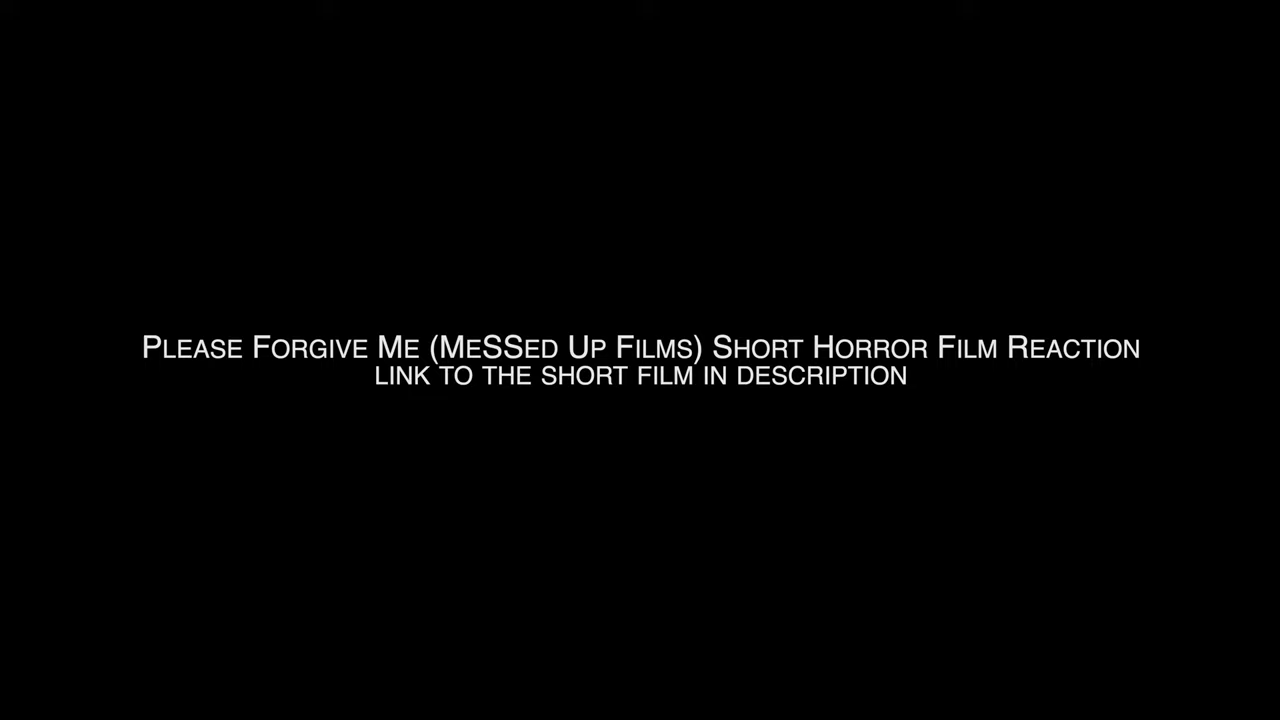 Please Forgive Me (MeSSed Up Films) Short Horror Film Reaction
link to the short film in description